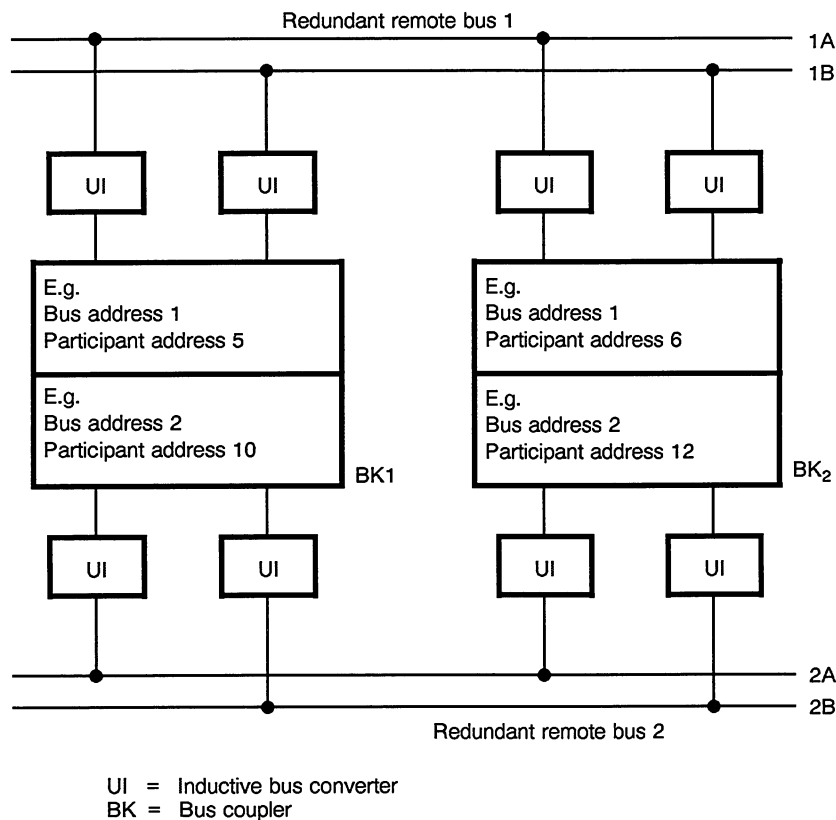 Redundant remote bus 1
1A
1B
UI
UI
UI
UI
E.g.
Bus address 1
Participant address 5
E.g.
Bus address 2
Participant address 10
BK1
E.g.
Bus address 1
Participant address 6
E.g.
Bus address 2
Participant address 12
BK₂
UI
UI
UI
UI
2A
2B
Redundant remote bus 2
UI = Inductive bus converter
BK = Bus coupler